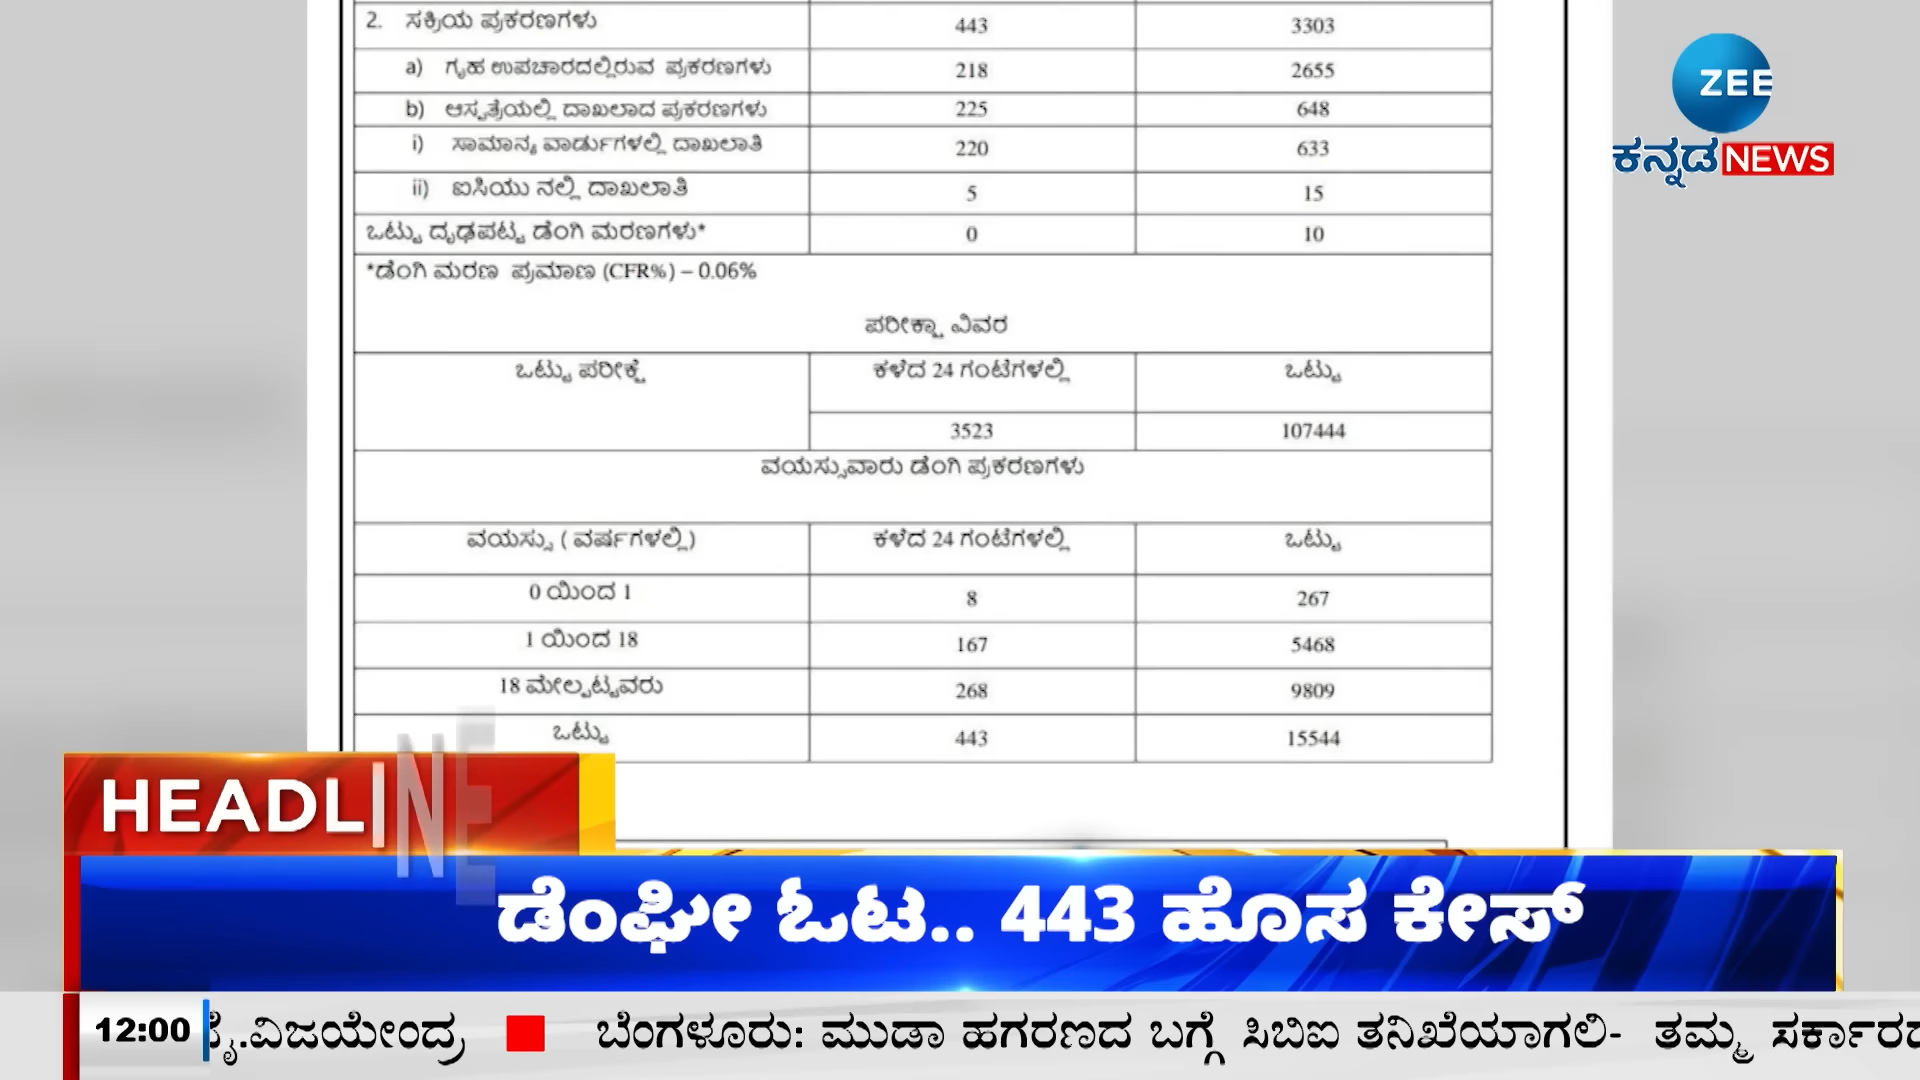 2. ಸಕ್ರಿಯ ಪ್ರಕರಣಗಳು 443 3303
a) ಗೃಹ ಉಪಚಾರದಲ್ಲಿರುವ ಪ್ರಕರಣಗಳು 218 2655
b) ಆಸ್ಪತ್ರೆಯಲ್ಲಿ ದಾಖಲಾದ ಪ್ರಕರಣಗಳು 225 648
i) ಸಾಮಾನ್ಯ ವಾರ್ಡುಗಳಲ್ಲಿ ದಾಖಲಾತಿ 220 633
ii) ಐಸಿಯು ನಲ್ಲಿ ದಾಖಲಾತಿ 5 15
ಒಟ್ಟು ದೃಢಪಟ್ಟ ಡೆಂಗಿ ಮರಣಗಳು* 0 10
*ಡೆಂಗಿ ಮರಣ ಪ್ರಮಾಣ (CFR%) – 0.06%
ಪರೀಕ್ಷಾ ವಿವರ
ಒಟ್ಟು ಪರೀಕ್ಷೆ ಕಳೆದ 24 ಗಂಟೆಗಳಲ್ಲಿ ಒಟ್ಟು
3523 107444
ವಯಸ್ಸುವಾರು ಡೆಂಗಿ ಪ್ರಕರಣಗಳು
ವಯಸ್ಸು ( ವರ್ಷಗಳಲ್ಲಿ) ಕಳೆದ 24 ಗಂಟೆಗಳಲ್ಲಿ ಒಟ್ಟು
0 ಯಿಂದ 1 8 267
1 ಯಿಂದ 18 167 5468
18 ಮೇಲ್ಪಟ್ಟವರು 268 9809
ಒಟ್ಟು 443 15544
ZEE
ಕನ್ನಡ NEWS
HEADLINE
ಡೆಂಘೀ ಓಟ.. 443 ಹೊಸ ಕೇಸ್
12:00 ವೈ.ವಿಜಯೇಂದ್ರ ಬೆಂಗಳೂರು: ಮುಡಾ ಹಗರಣದ ಬಗ್ಗೆ ಸಿಬಿಐ ತನಿಖೆಯಾಗಲಿ- ತಮ್ಮ ಸರ್ಕಾರದ